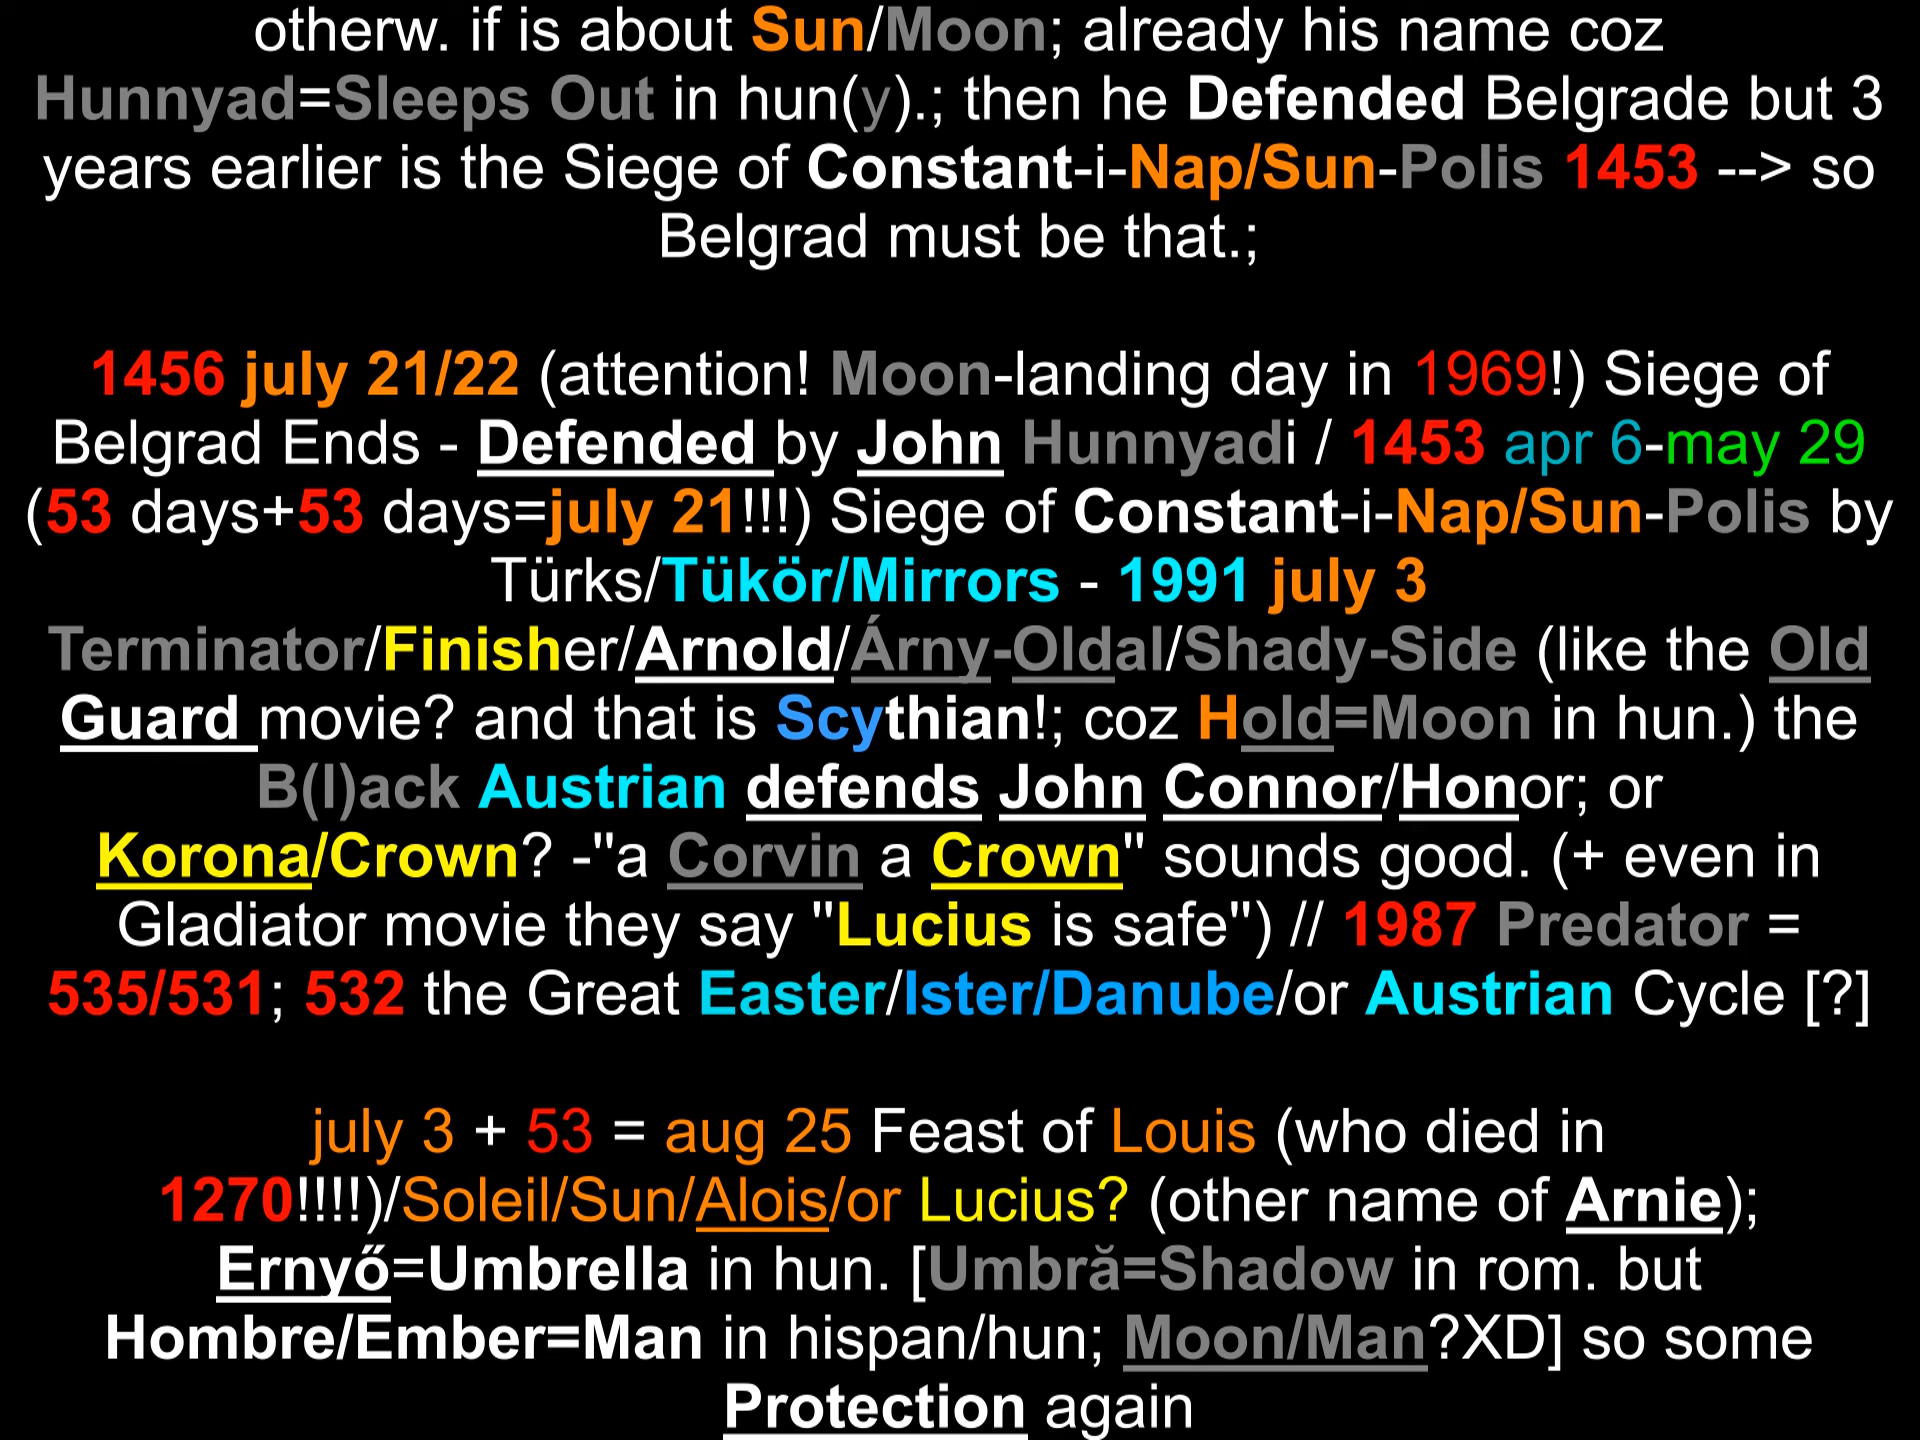 otherw. if is about Sun/Moon; already his name coz
Hunnyad=Sleeps Out in hun(y).; then he Defended Belgrade but 3
years earlier is the Siege of Constant-i-Nap/Sun-Polis 1453 --> so
Belgrad must be that.;
1456 july 21/22 (attention! Moon-landing day in 1969!) Siege of
Belgrad Ends - Defended by John Hunnyadi / 1453 apr 6-may 29
(53 days+53 days=july 21!!!) Siege of Constant-i-Nap/Sun-Polis by
Türks/Tükör/Mirrors - 1991 july 3
Terminator/Finisher/Arnold/Árny-Oldal/Shady-Side (like the Old
Guard movie? and that is Scythian!; coz Hold=Moon in hun.) the
B(l)ack Austrian defends John Connor/Honor; or
Korona/Crown? -"a Corvin a Crown" sounds good. (+ even in
Gladiator movie they say "Lucius is safe") // 1987 Predator =
535/531; 532 the Great Easter/Ister/Danube/or Austrian Cycle [?]
july 3 + 53 = aug 25 Feast of Louis (who died in
1270!!!!)/Soleil/Sun/Alois/or Lucius? (other name of Arnie);
Ernyő=Umbrella in hun. [Umbră=Shadow in rom. but
Hombre/Ember=Man in hispan/hun; Moon/Man?XD] so some
Protection again